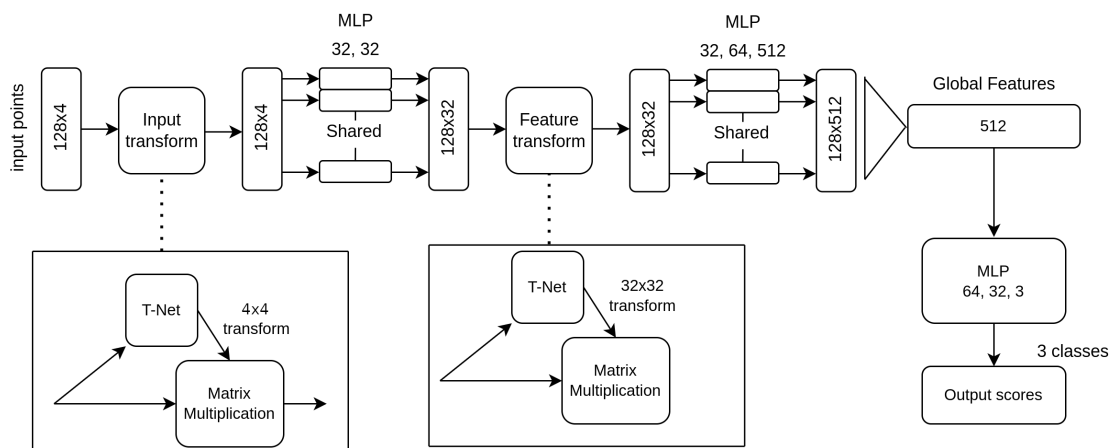 MLP
32, 32
MLP
32, 64, 512
input points
128x4
Input
transform
128x4
Shared
128x32
Feature
transform
128x32
Shared
128x512
Global Features
512
T-Net
4x4
transform
Matrix
Multiplication
T-Net
32x32
transform
Matrix
Multiplication
MLP
64, 32, 3
3 classes
Output scores